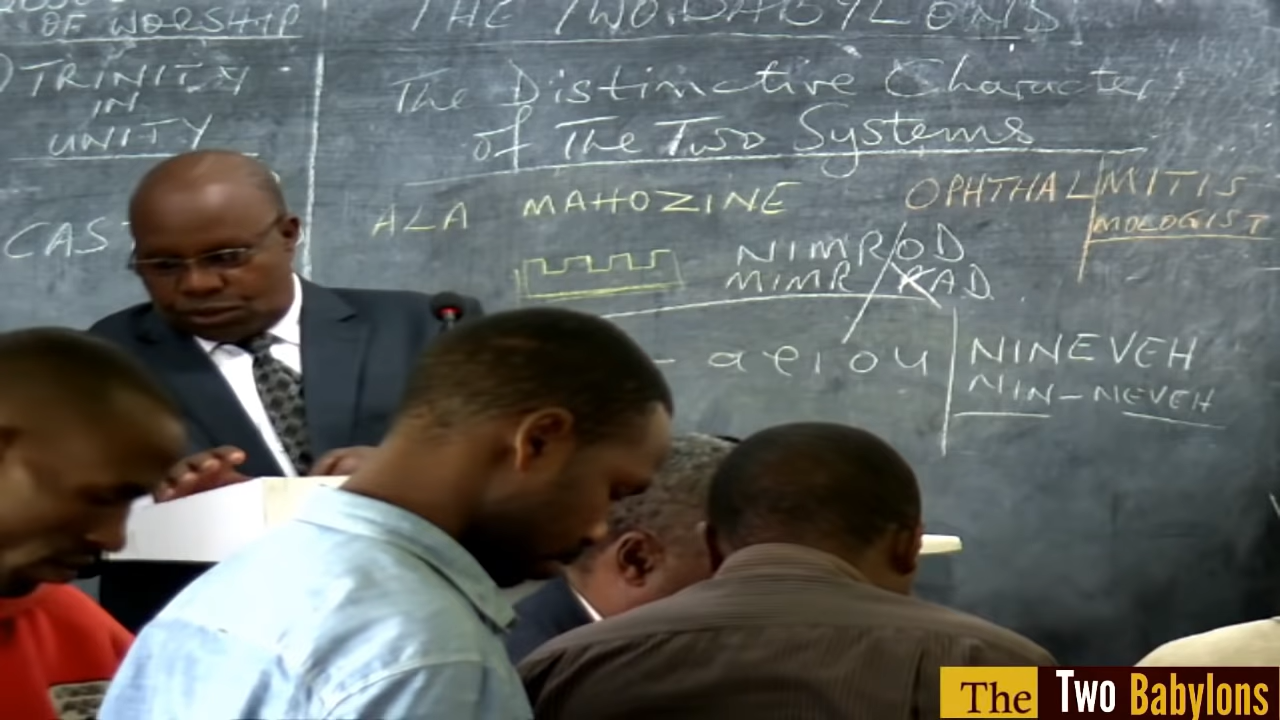 OF WORSHIP
TRINITY
IN
UNITY
CAS
THE TWO BABYLONS
The Distinctive Character
of The Two Systems
ALA MAHOZINE
OPHTHALMITIS
MOLOGIST
NIMROD
MIMR RAD
- a e i o u
NINEVEH
NIN-NEVEH
The Two Babylons